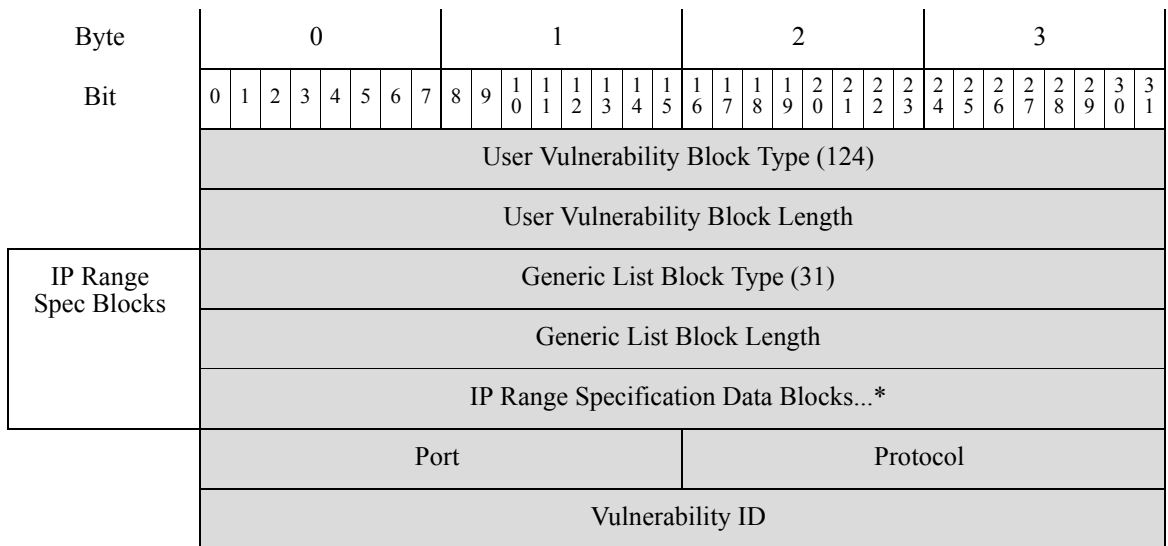 Byte 0 1 2 3
Bit 0 1 2 3 4 5 6 7 8 9 10 11 12 13 14 15 16 17 18 19 20 21 22 23 24 25 26 27 28 29 30 31
User Vulnerability Block Type (124)
User Vulnerability Block Length
IP Range
Spec Blocks
Generic List Block Type (31)
Generic List Block Length
IP Range Specification Data Blocks...*
Port Protocol
Vulnerability ID